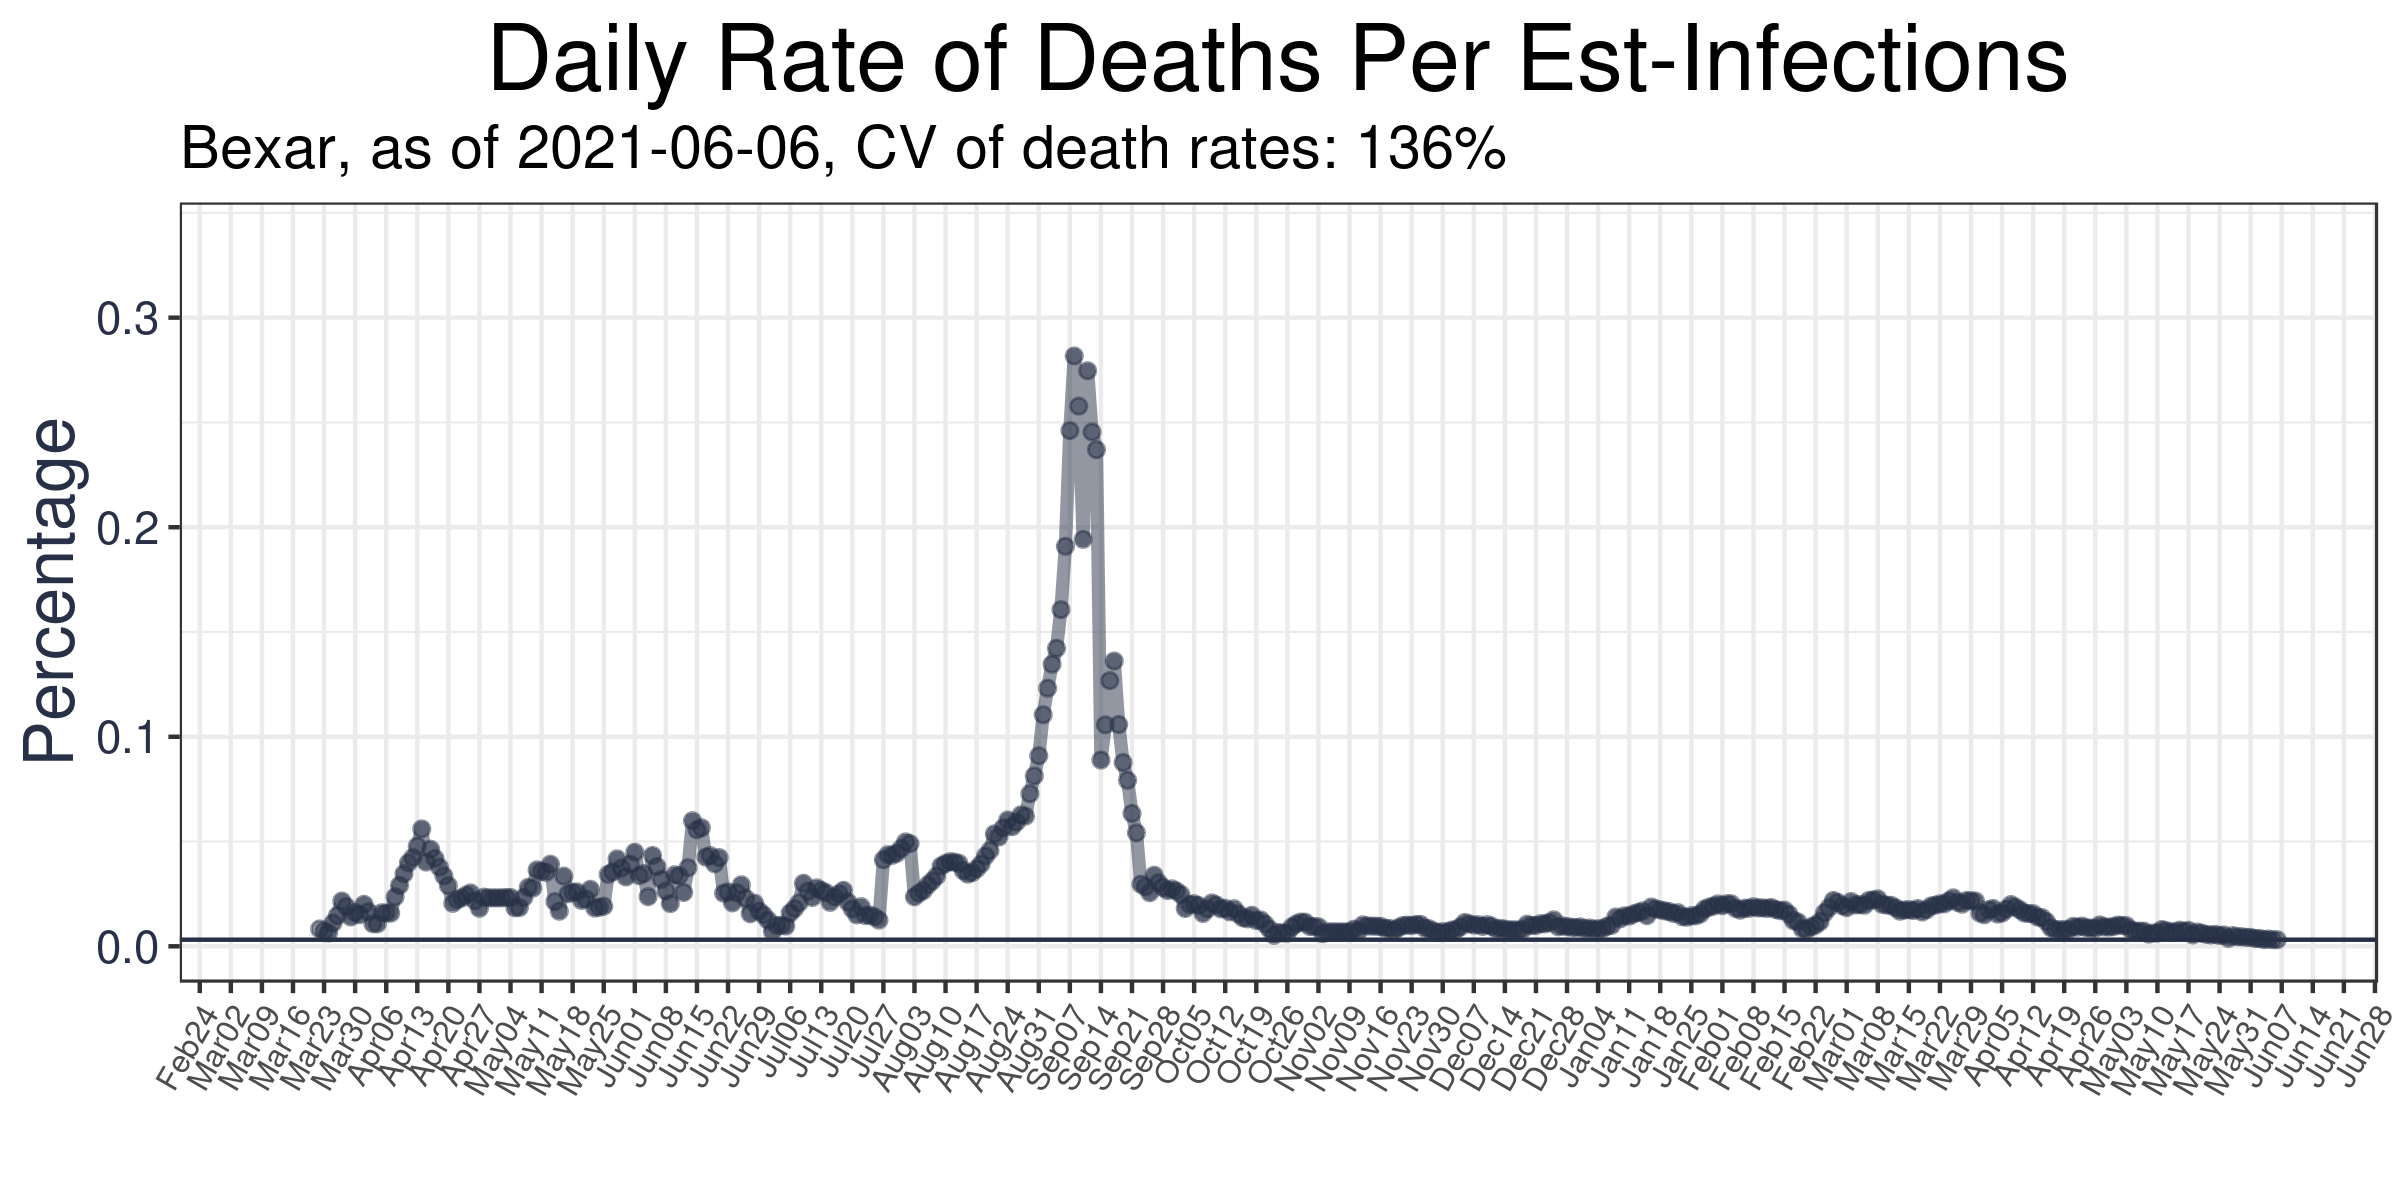 Daily Rate of Deaths Per Est-Infections
Bexar, as of 2021-06-06, CV of death rates: 136%
Percentage
0.3
0.2
0.1
0.0
Feb24
Mar02
Mar09
Mar16
Mar23
Mar30
Apr06
Apr13
Apr20
Apr27
May04
May11
May18
May25
Jun01
Jun08
Jun15
Jun22
Jun29
Jul06
Jul13
Jul20
Jul27
Aug03
Aug10
Aug17
Aug24
Aug31
Sep07
Sep14
Sep21
Sep28
Oct05
Oct12
Oct19
Oct26
Nov02
Nov09
Nov16
Nov23
Nov30
Dec07
Dec14
Dec21
Dec28
Jan04
Jan11
Jan18
Jan25
Feb01
Feb08
Feb15
Feb22
Mar01
Mar08
Mar15
Mar22
Mar29
Apr05
Apr12
Apr19
Apr26
May03
May10
May17
May24
May31
Jun07
Jun14
Jun21
Jun28